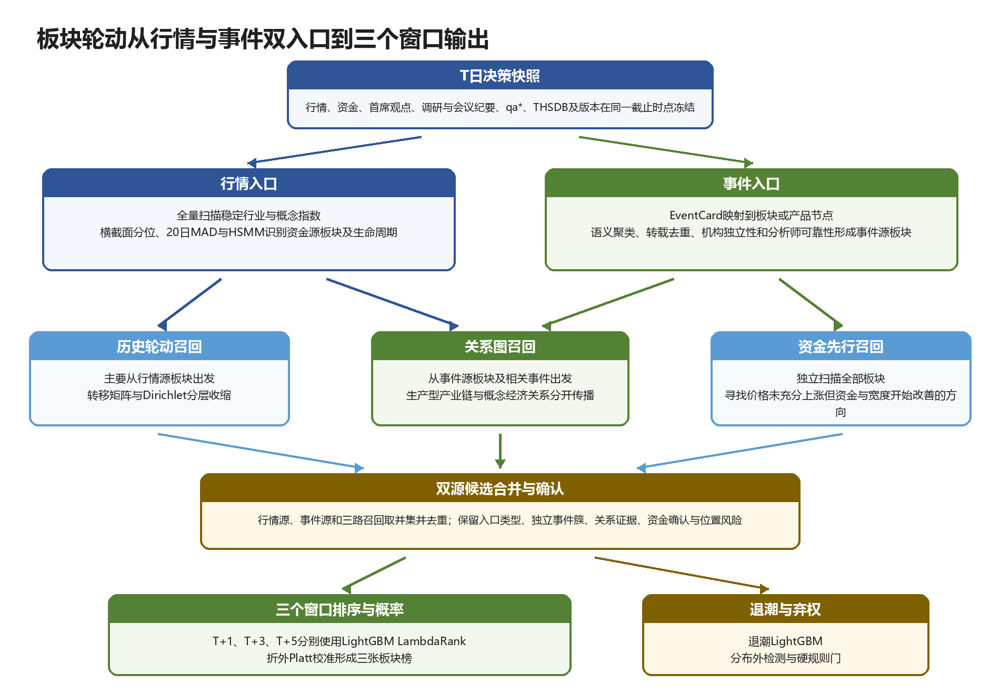 板块轮动从行情与事件双入口到三个窗口输出
T日决策快照
行情、资金、首席观点、调研与会议纪要、qa*、THSDB及版本在同一截止时点冻结
行情入口
全量扫描稳定行业与概念指数
横截面分位、20日MAD与HSMM识别资金源板块及生命周期
事件入口
EventCard映射到板块或产品节点
语义聚类、转载去重、机构独立性和分析师可靠性形成事件源板块
历史轮动召回
主要从行情源板块出发
转移矩阵与Dirichlet分层收缩
关系图召回
从事件源板块及相关事件出发
生产型产业链与概念经济关系分开传播
资金先行召回
独立扫描全部板块
寻找价格未充分上涨但资金与宽度开始改善的方
向
双源候选合并与确认
行情源、事件源和三路召回取并集并去重；保留入口类型、独立事件簇、关系证据、资金确认与位置风险
三个窗口排序与概率
T+1、T+3、T+5分别使用LightGBM LambdaRank
折外Platt校准形成三张板块榜
退潮与弃权
退潮LightGBM
分布外检测与硬规则门